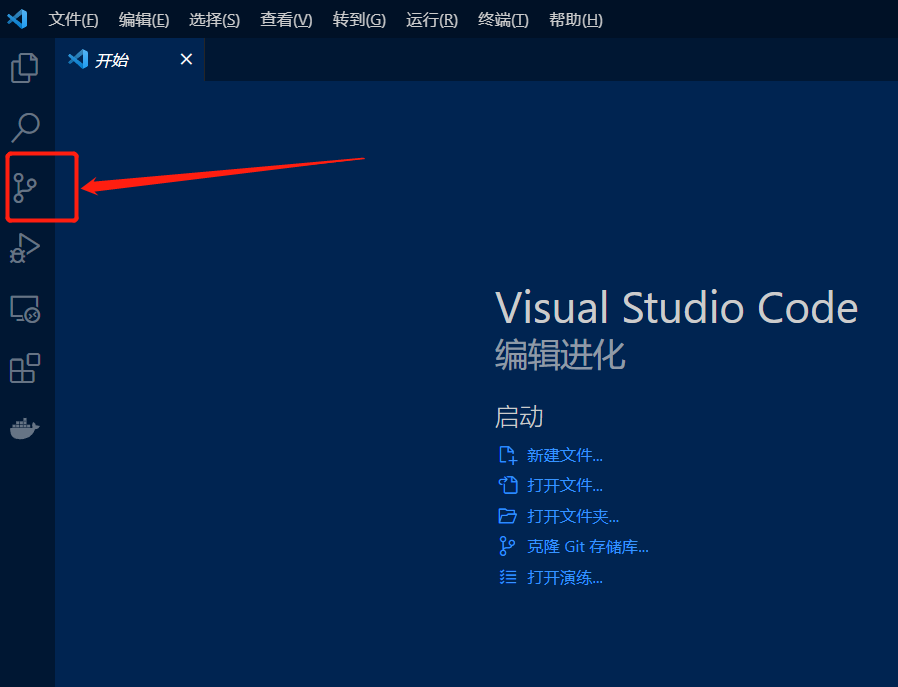 文件(F) 编辑(E) 选择(S) 查看(V) 转到(G) 运行(R) 终端(T) 帮助(H)
开始
Visual Studio Code
编辑进化
启动
新建文件...
打开文件...
打开文件夹...
克隆 Git 存储库...
打开演练...